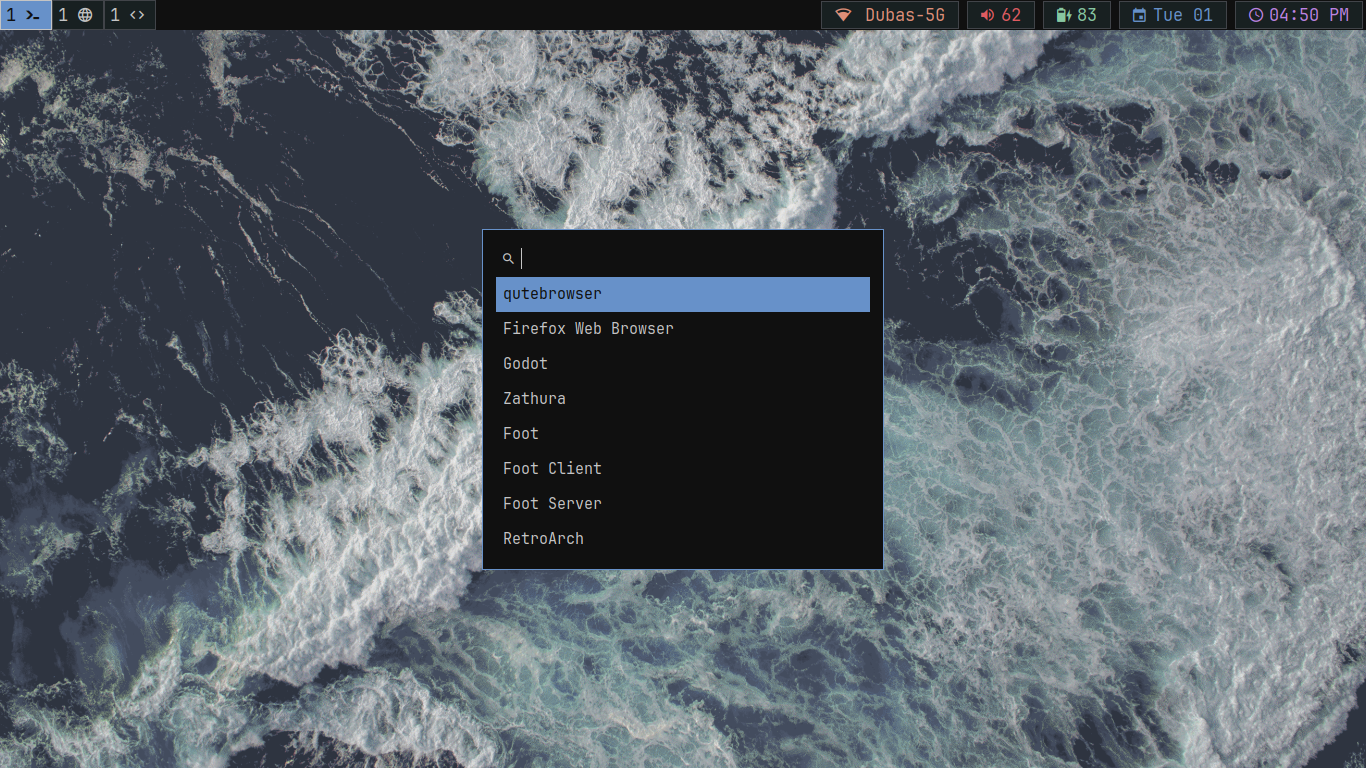 1 1 1 Dubas-5G 62 83 Tue 01 04:50 PM
qutebrowser
Firefox Web Browser
Godot
Zathura
Foot
Foot Client
Foot Server
RetroArch